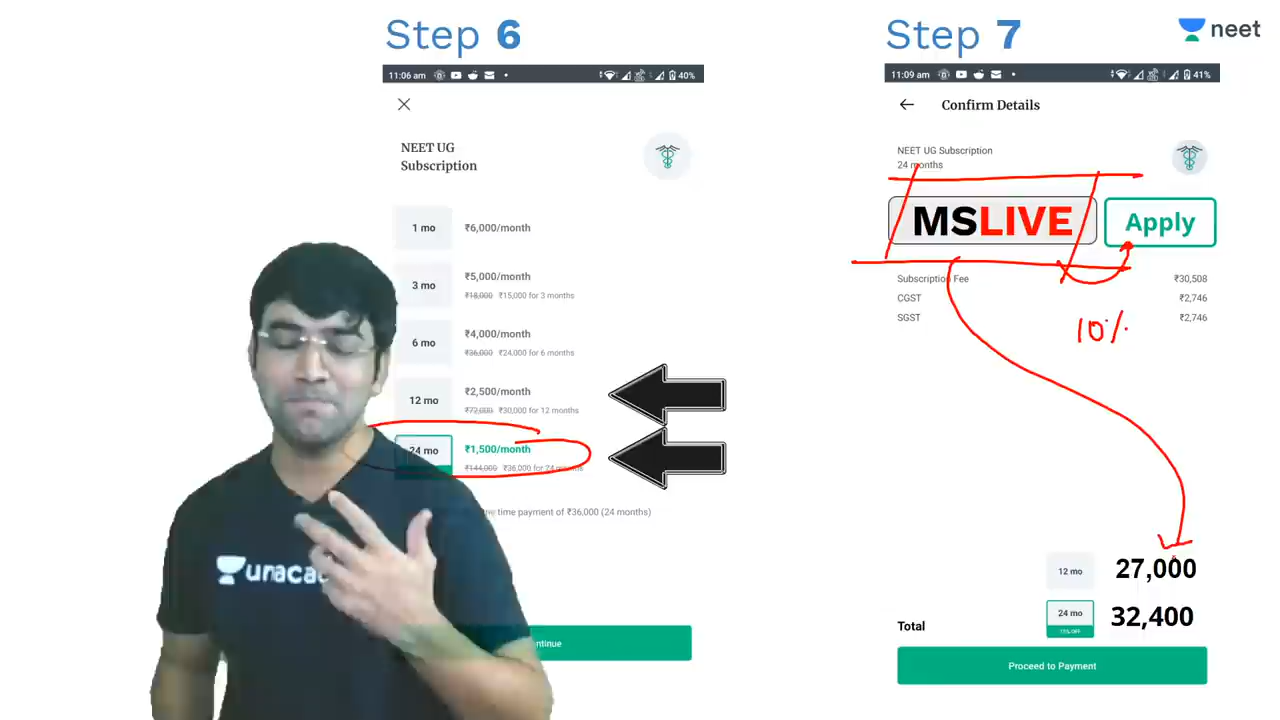 Step 6
11:06 am
40%
NEET UG
Subscription
1 mo
₹6,000/month
3 mo
₹5,000/month
₹18,000 ₹15,000 for 3 months
6 mo
₹4,000/month
₹36,000 ₹24,000 for 6 months
12 mo
₹2,500/month
₹72,000 ₹30,000 for 12 months
24 mo
₹1,500/month
₹144,000 ₹36,000 for 24 months
time payment of ₹36,000 (24 months)
ntinue
unaca
Step 7
neet
11:09 am
41%
Confirm Details
NEET UG Subscription
24 months
MSLIVE
Apply
Subscription Fee
₹30,508
CGST
₹2,746
SGST
₹2,746
10%
12 mo
27,000
24 mo
32,400
Total
Proceed to Payment